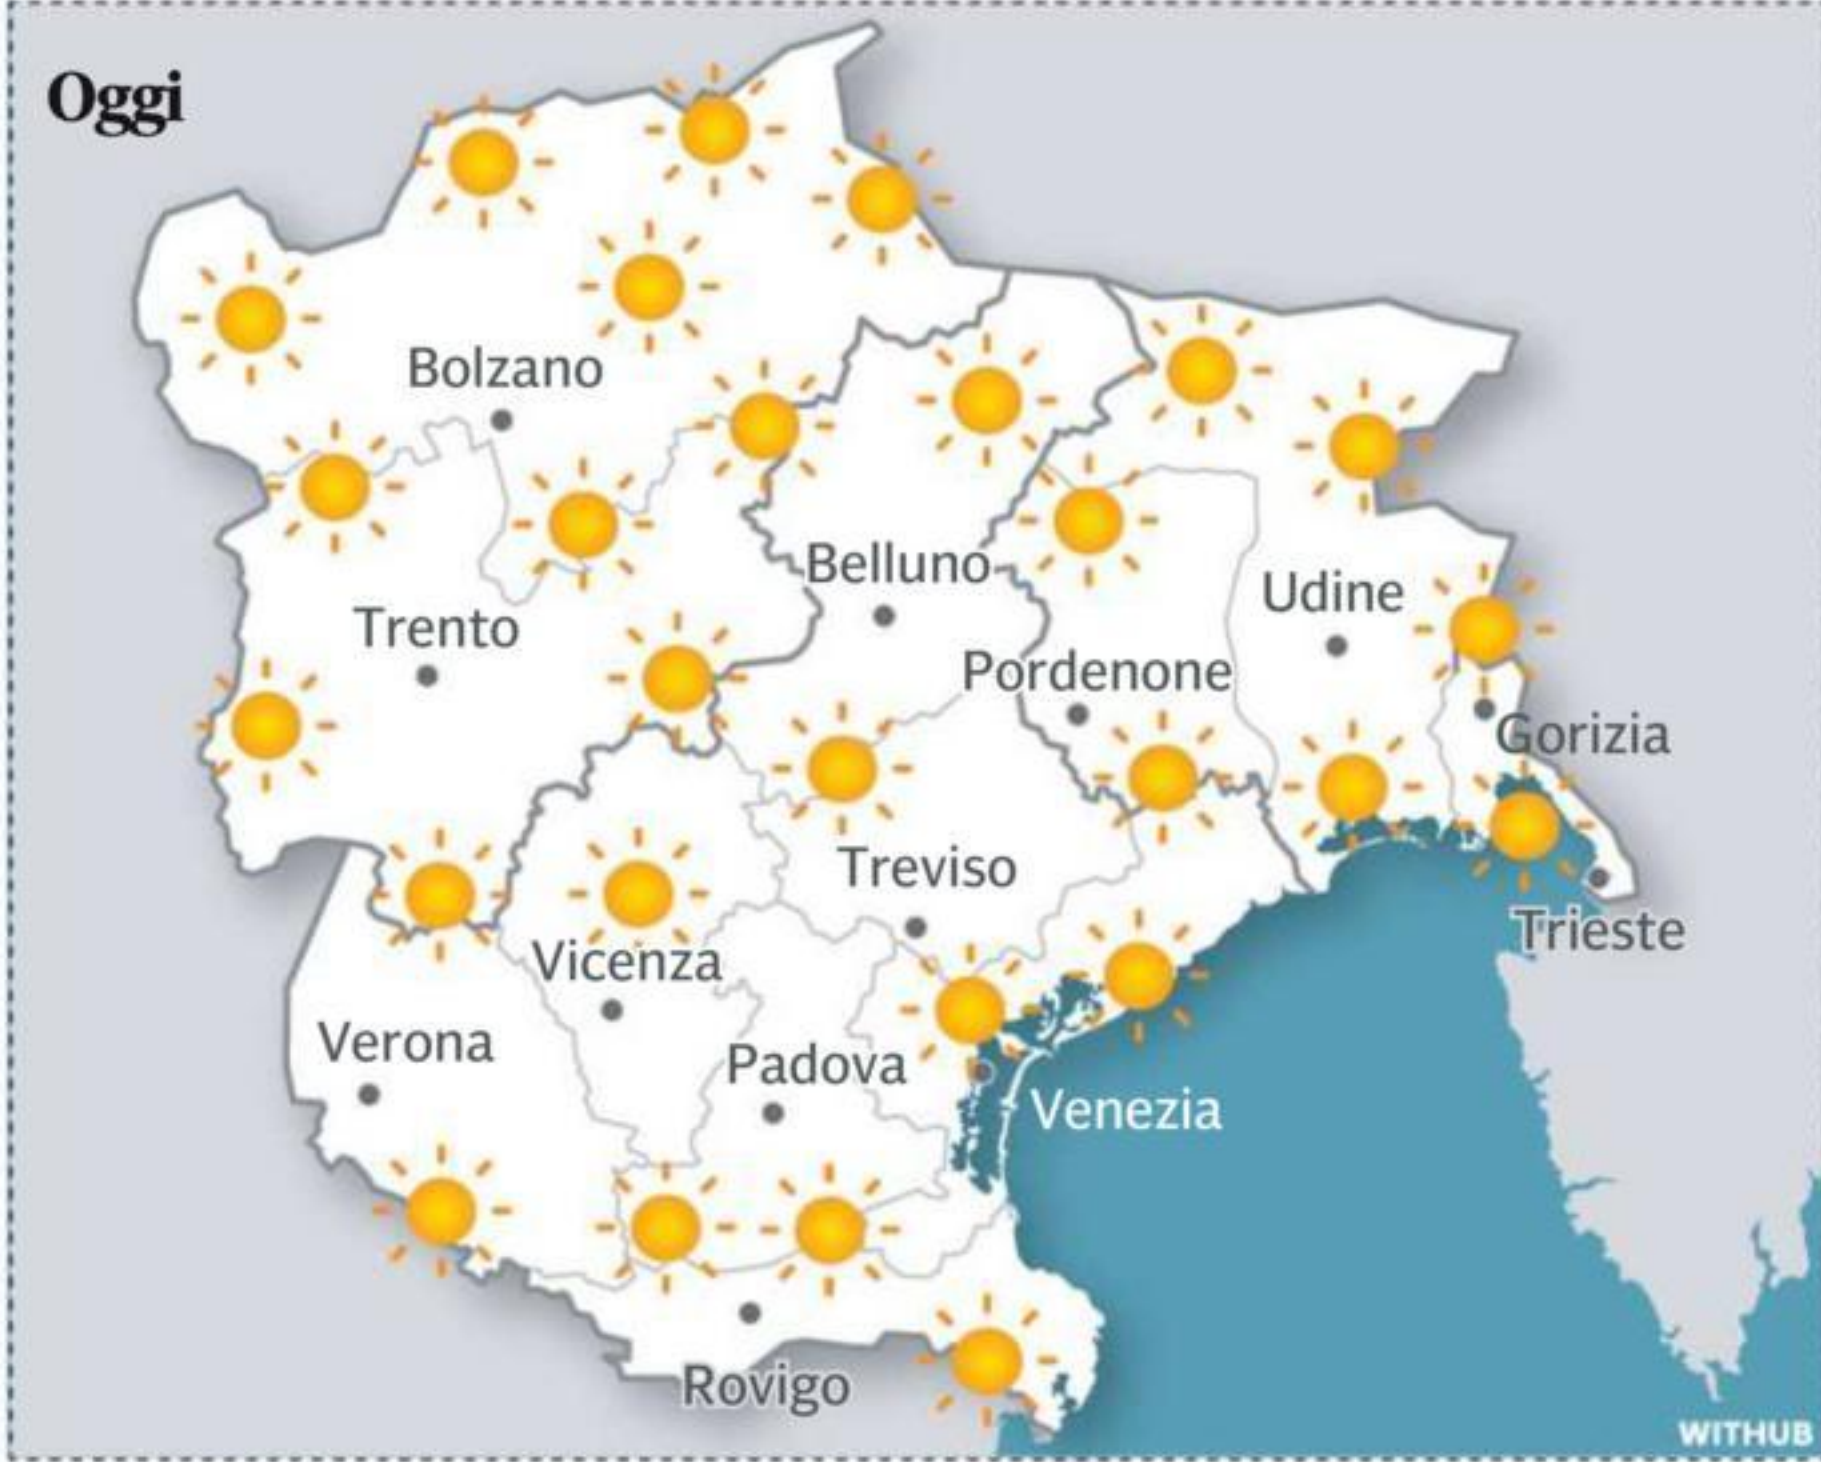 Oggi
Bolzano
Belluno
Udine
Trento
Pordenone
Gorizia
Treviso
Trieste
Vicenza
Verona
Padova
Venezia
Rovigo
WITHUB